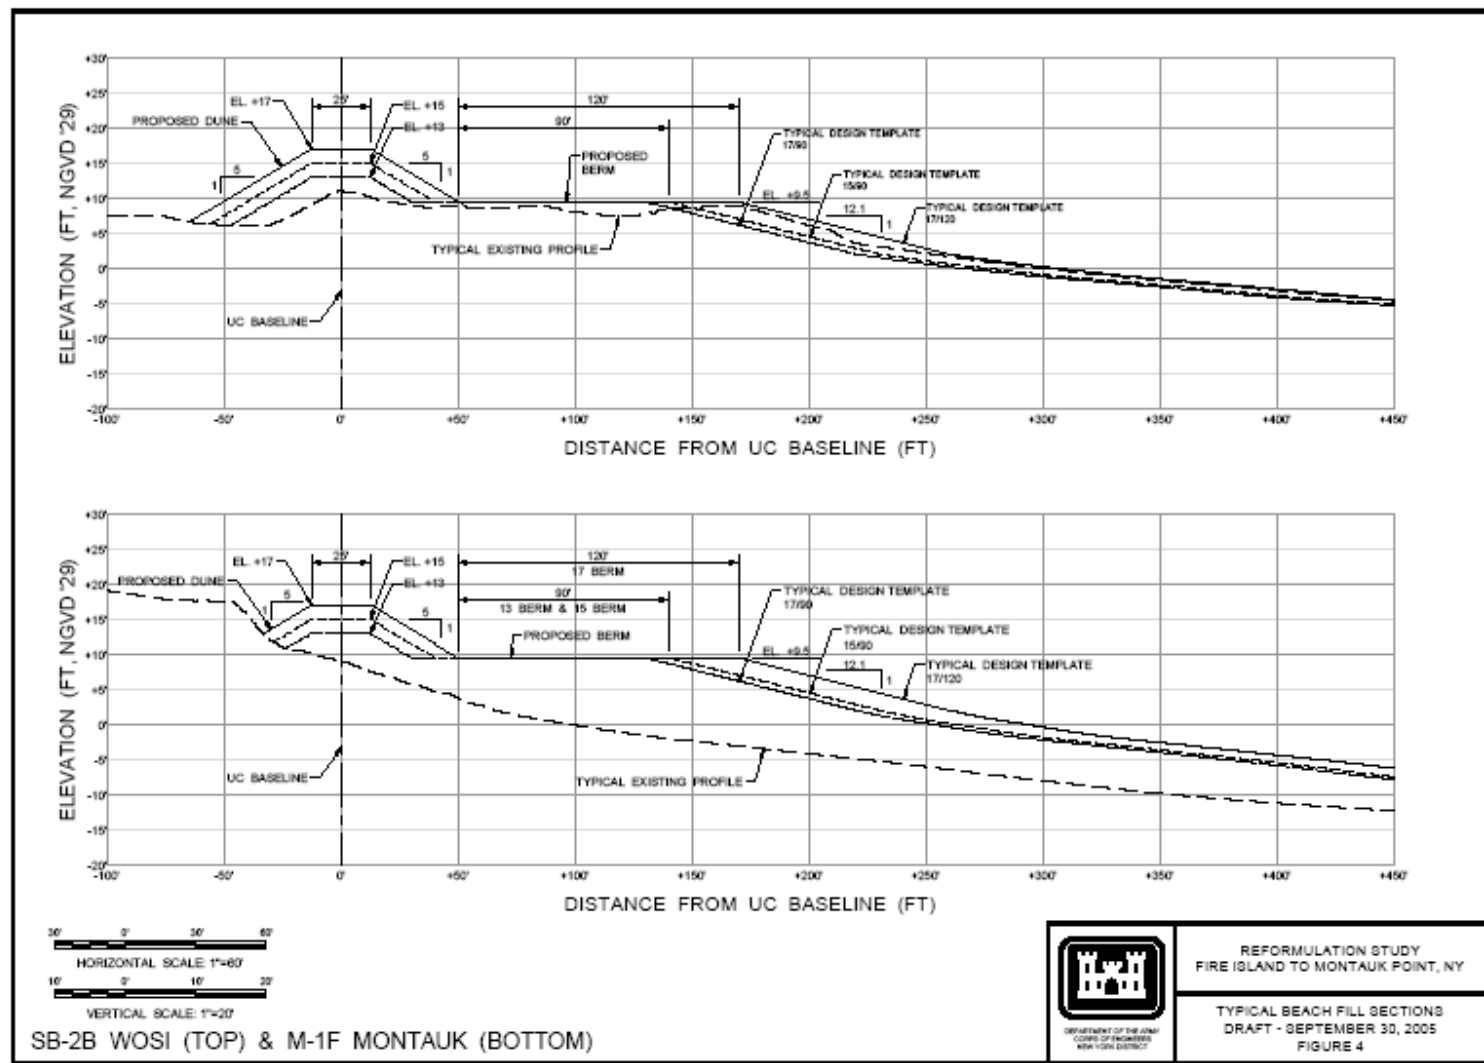 +30'
+25'
+20'
+15'
+10'
+5'
0'
-5'
-10'
-15'
-20'
ELEVATION (FT, NGVD '29)
EL. +17
25'
EL. +15
EL. +13
PROPOSED DUNE
5
1
5
1
120'
90'
PROPOSED
BERM
TYPICAL DESIGN TEMPLATE
17/90
TYPICAL DESIGN TEMPLATE
15/90
EL. +9.5
12.1
1
TYPICAL DESIGN TEMPLATE
17/120
TYPICAL EXISTING PROFILE
UC BASELINE
-100' -50' 0' +50' +100' +150' +200' +250' +300' +350' +400' +450'
DISTANCE FROM UC BASELINE (FT)
+30'
+25'
+20'
+15'
+10'
+5'
0'
-5'
-10'
-15'
-20'
ELEVATION (FT, NGVD '29)
EL. +17
25'
EL. +15
EL. +13
PROPOSED DUNE
5
1
5
1
120'
17 BERM
90'
13 BERM & 15 BERM
PROPOSED BERM
TYPICAL DESIGN TEMPLATE
17/90
TYPICAL DESIGN TEMPLATE
15/90
EL. +9.5
12.1
1
TYPICAL DESIGN TEMPLATE
17/120
UC BASELINE
TYPICAL EXISTING PROFILE
-100' -50' 0' +50' +100' +150' +200' +250' +300' +350' +400' +450'
DISTANCE FROM UC BASELINE (FT)
30' 0' 30' 60'
HORIZONTAL SCALE: 1"=60'
10' 0' 10' 20'
VERTICAL SCALE: 1"=20'
SB-2B WOSI (TOP) & M-1F MONTAUK (BOTTOM)
DEPARTMENT OF THE ARMY
CORPS OF ENGINEERS
NEW YORK DISTRICT
REFORMULATION STUDY
FIRE ISLAND TO MONTAUK POINT, NY
TYPICAL BEACH FILL SECTIONS
DRAFT - SEPTEMBER 30, 2005
FIGURE 4